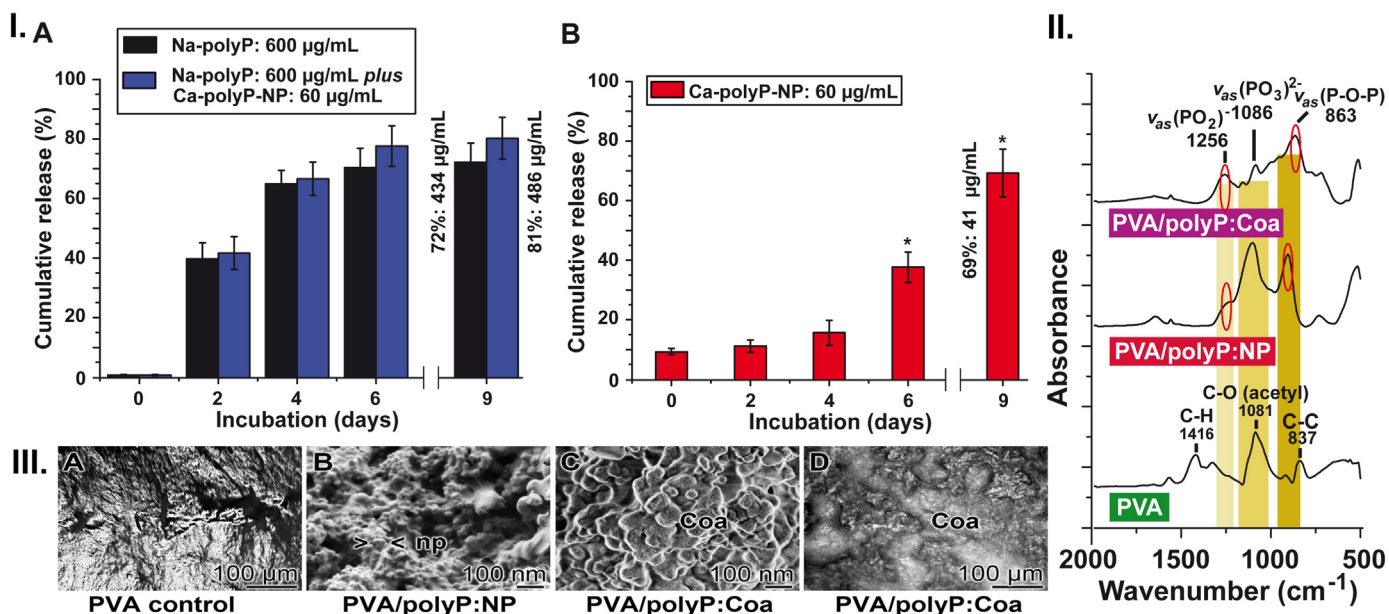 I.
A
Na-polyP: 600 µg/mL
Na-polyP: 600 µg/mL plus
Ca-polyP-NP: 60 µg/mL
Cumulative release (%)
100
80
60
40
20
0
72%: 434 µg/mL
81%: 486 µg/mL
0 2 4 6 9
Incubation (days)
B
Ca-polyP-NP: 60 µg/mL
Cumulative release (%)
100
80
60
40
20
0
*
*
69%: 41 µg/mL
0 2 4 6 9
Incubation (days)
II.
νas(PO3)2-
1086
νas(P-O-P)
863
νas(PO2)-
1256
PVA/polyP:Coa
PVA/polyP:NP
C-O (acetyl)
1081
C-H
1416
C-C
837
PVA
Absorbance
2000 1500 1000 500
Wavenumber (cm-1)
III.
A
100 µm
PVA control
B
> < np
100 nm
PVA/polyP:NP
C
Coa
100 nm
PVA/polyP:Coa
D
Coa
100 µm
PVA/polyP:Coa